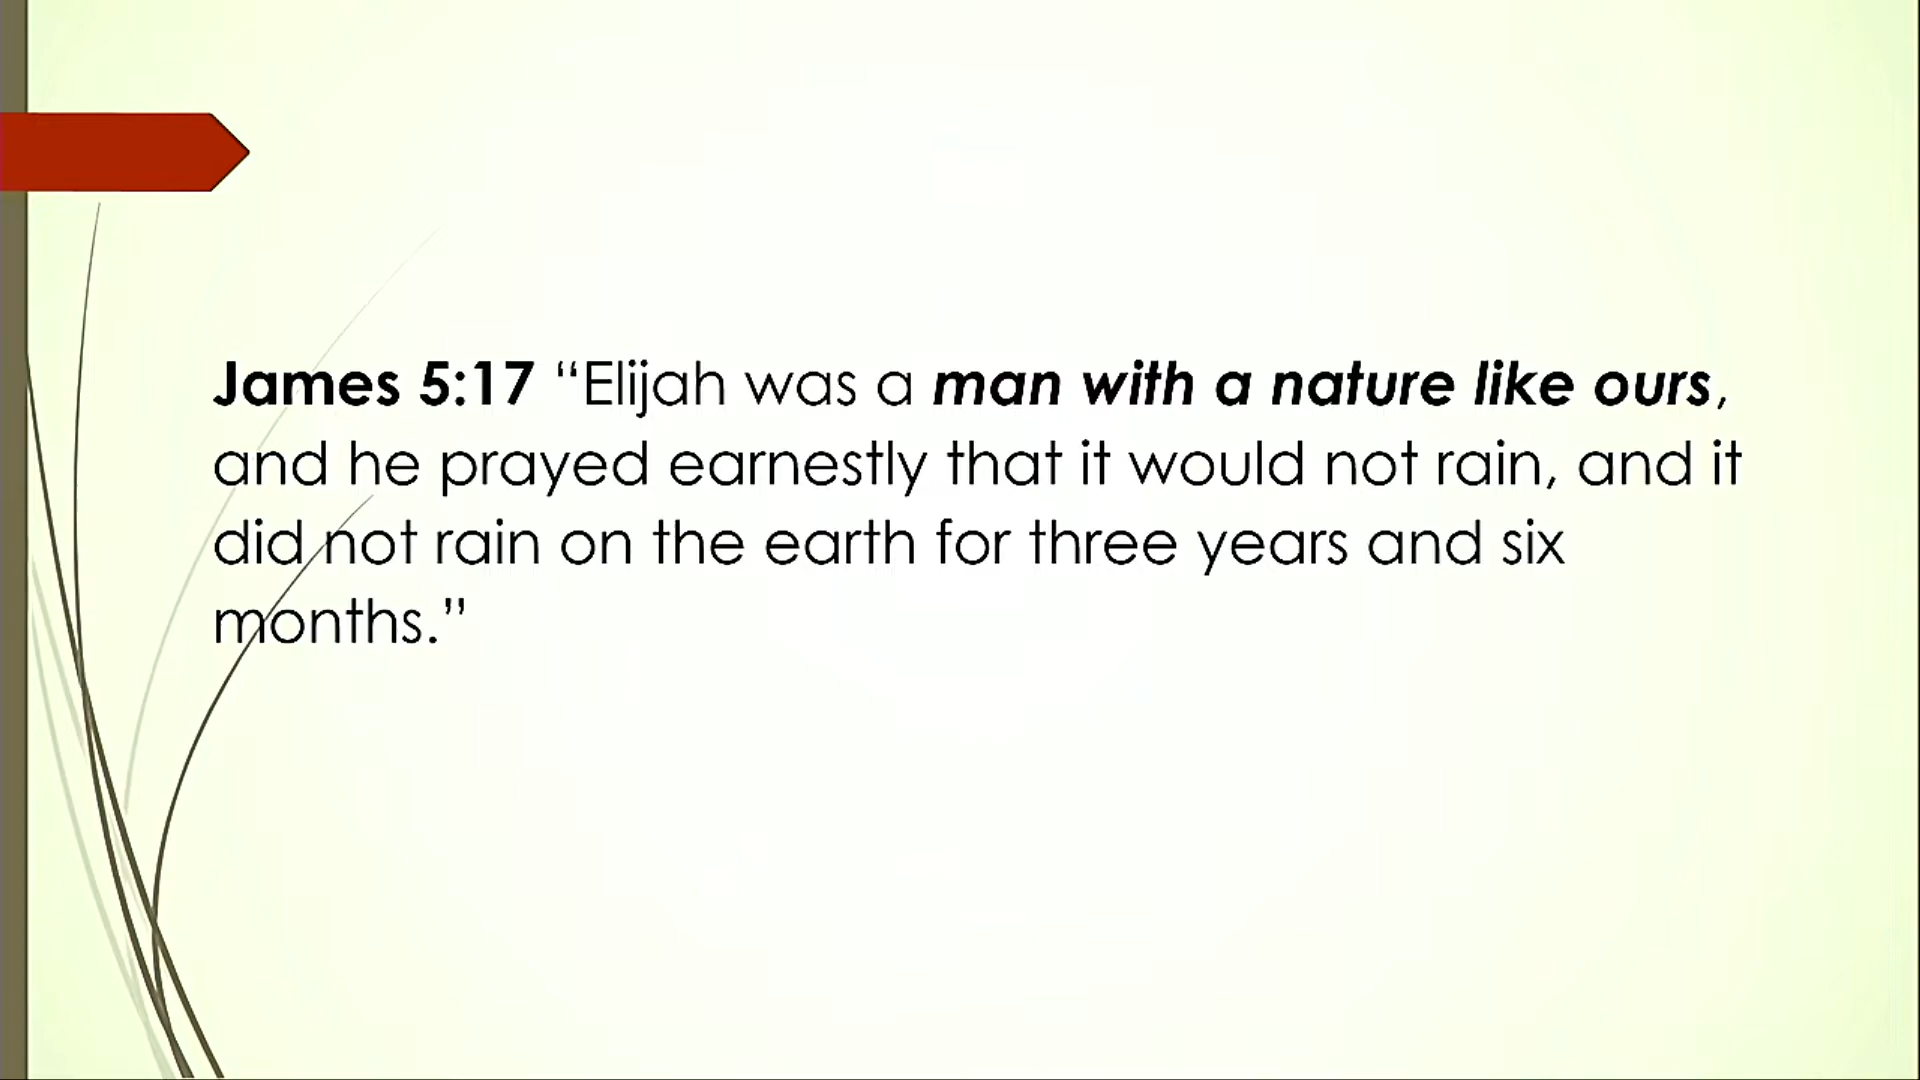 James 5:17 “Elijah was a man with a nature like ours,
and he prayed earnestly that it would not rain, and it
did not rain on the earth for three years and six
months.”